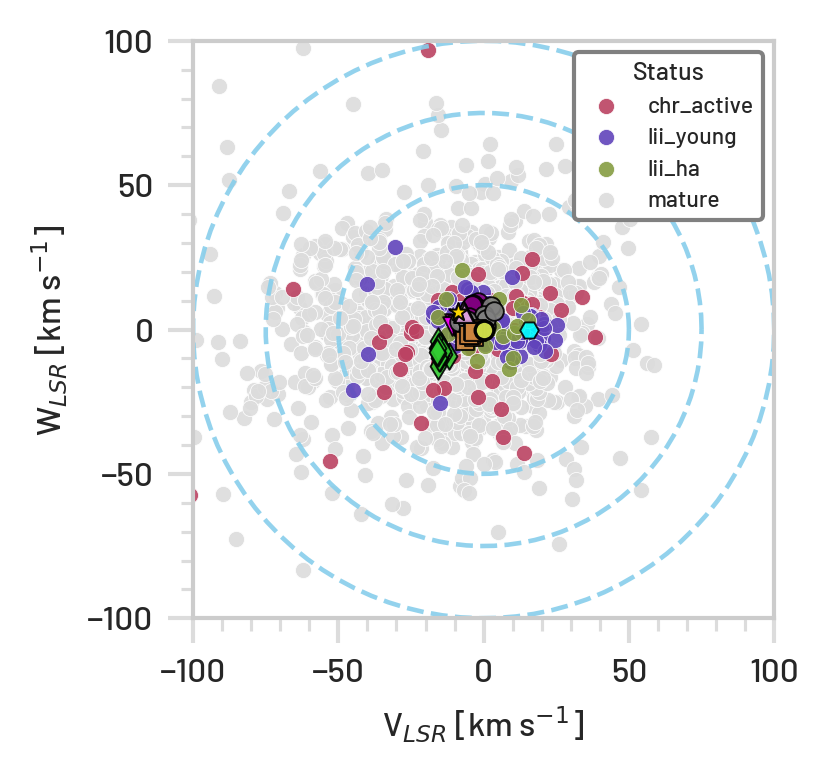 100
50
0
−50
−100
−100
−50
0
50
100
W_LSR [km s⁻¹]
V_LSR [km s⁻¹]
Status
chr_active
lii_young
lii_ha
mature